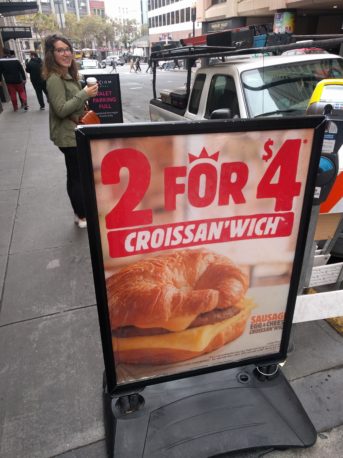 VALET
PARKING
FULL
2 FOR $4
CROISSAN'WICH
SAUSAGE
EGG & CHEESE
CROISSAN'WICH